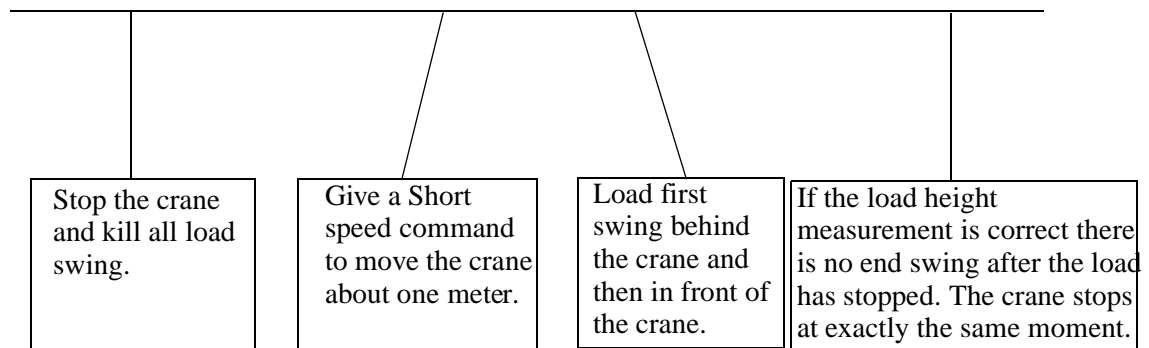 Stop the crane
and kill all load
swing.
Give a Short
speed command
to move the crane
about one meter.
Load first
swing behind
the crane and
then in front of
the crane.
If the load height
measurement is correct there
is no end swing after the load
has stopped. The crane stops
at exactly the same moment.